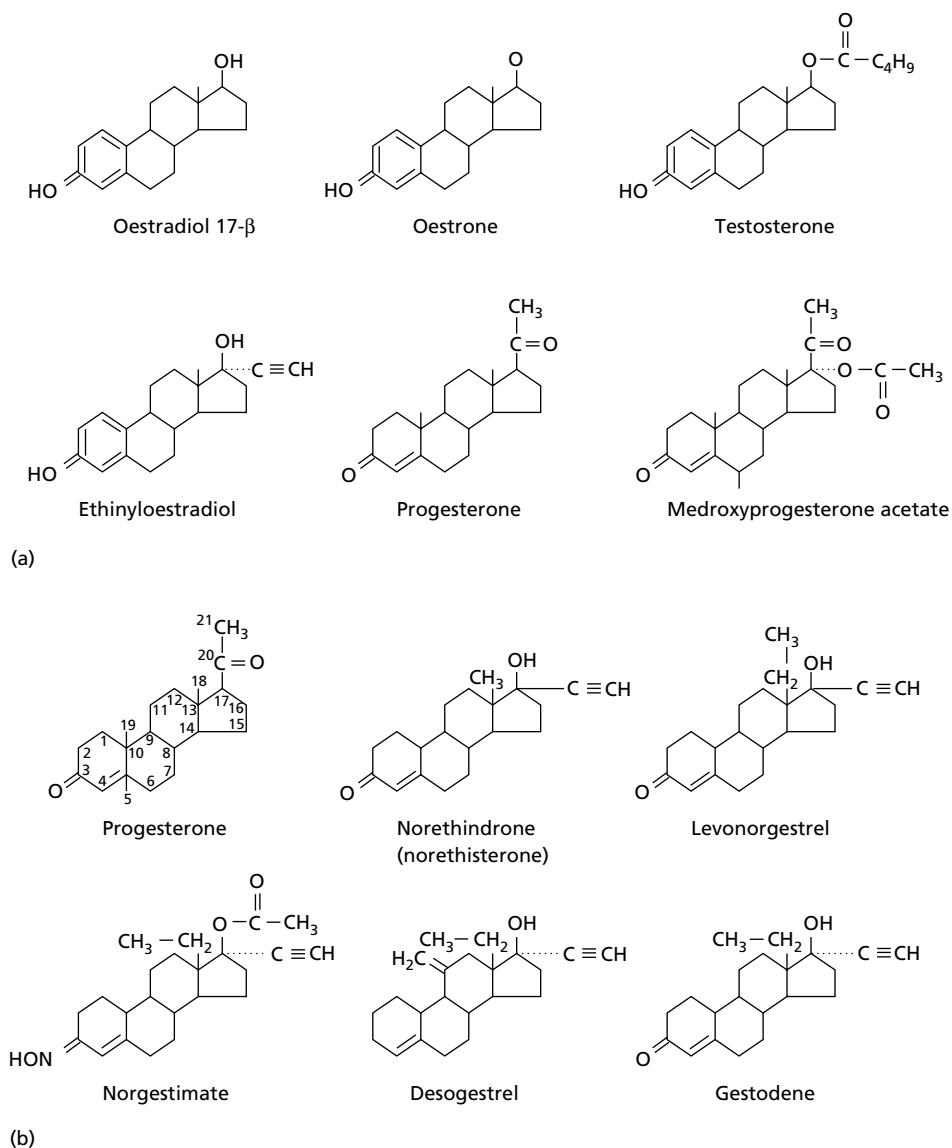 O
OH
O
O – C – C₄H₉
HO
HO
HO
Oestradiol 17-β
Oestrone
Testosterone
CH₃
CH₃
OH
C = O
C = O
C ≡ CH
O – C – CH₃
O
HO
O
O
Ethinyloestradiol
Progesterone
Medroxyprogesterone acetate
(a)
21 CH₃
20 C = O
18
12
17
11
13
16
19
14
15
1
9
2
10
8
3
7
4
6
5
O
Progesterone
OH
CH₃
C ≡ CH
O
Norethindrone
(norethisterone)
CH₃
OH
CH₂
C ≡ CH
O
Levonorgestrel
O
O – C – CH₃
CH₃ – CH₂
C ≡ CH
HON
Norgestimate
OH
CH₃ – CH₂
H₂C
C ≡ CH
Desogestrel
OH
CH₃ – CH₂
C ≡ CH
O
Gestodene
(b)